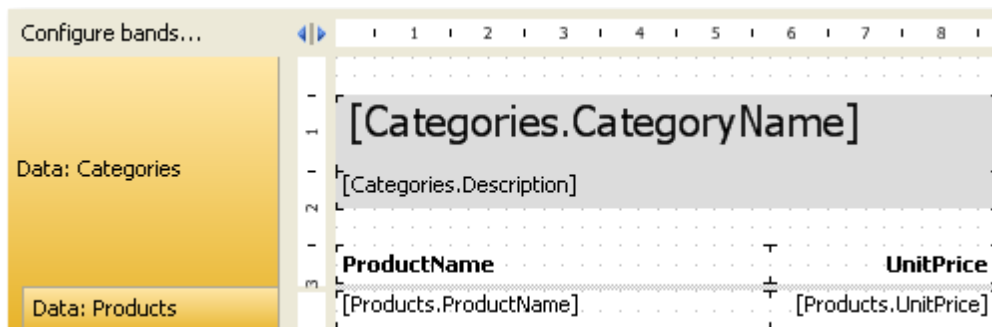 Configure bands...
1 2 3 4 5 6 7 8
[Categories.CategoryName]
1
Data: Categories
[Categories.Description]
2
ProductName UnitPrice
3
Data: Products [Products.ProductName] [Products.UnitPrice]